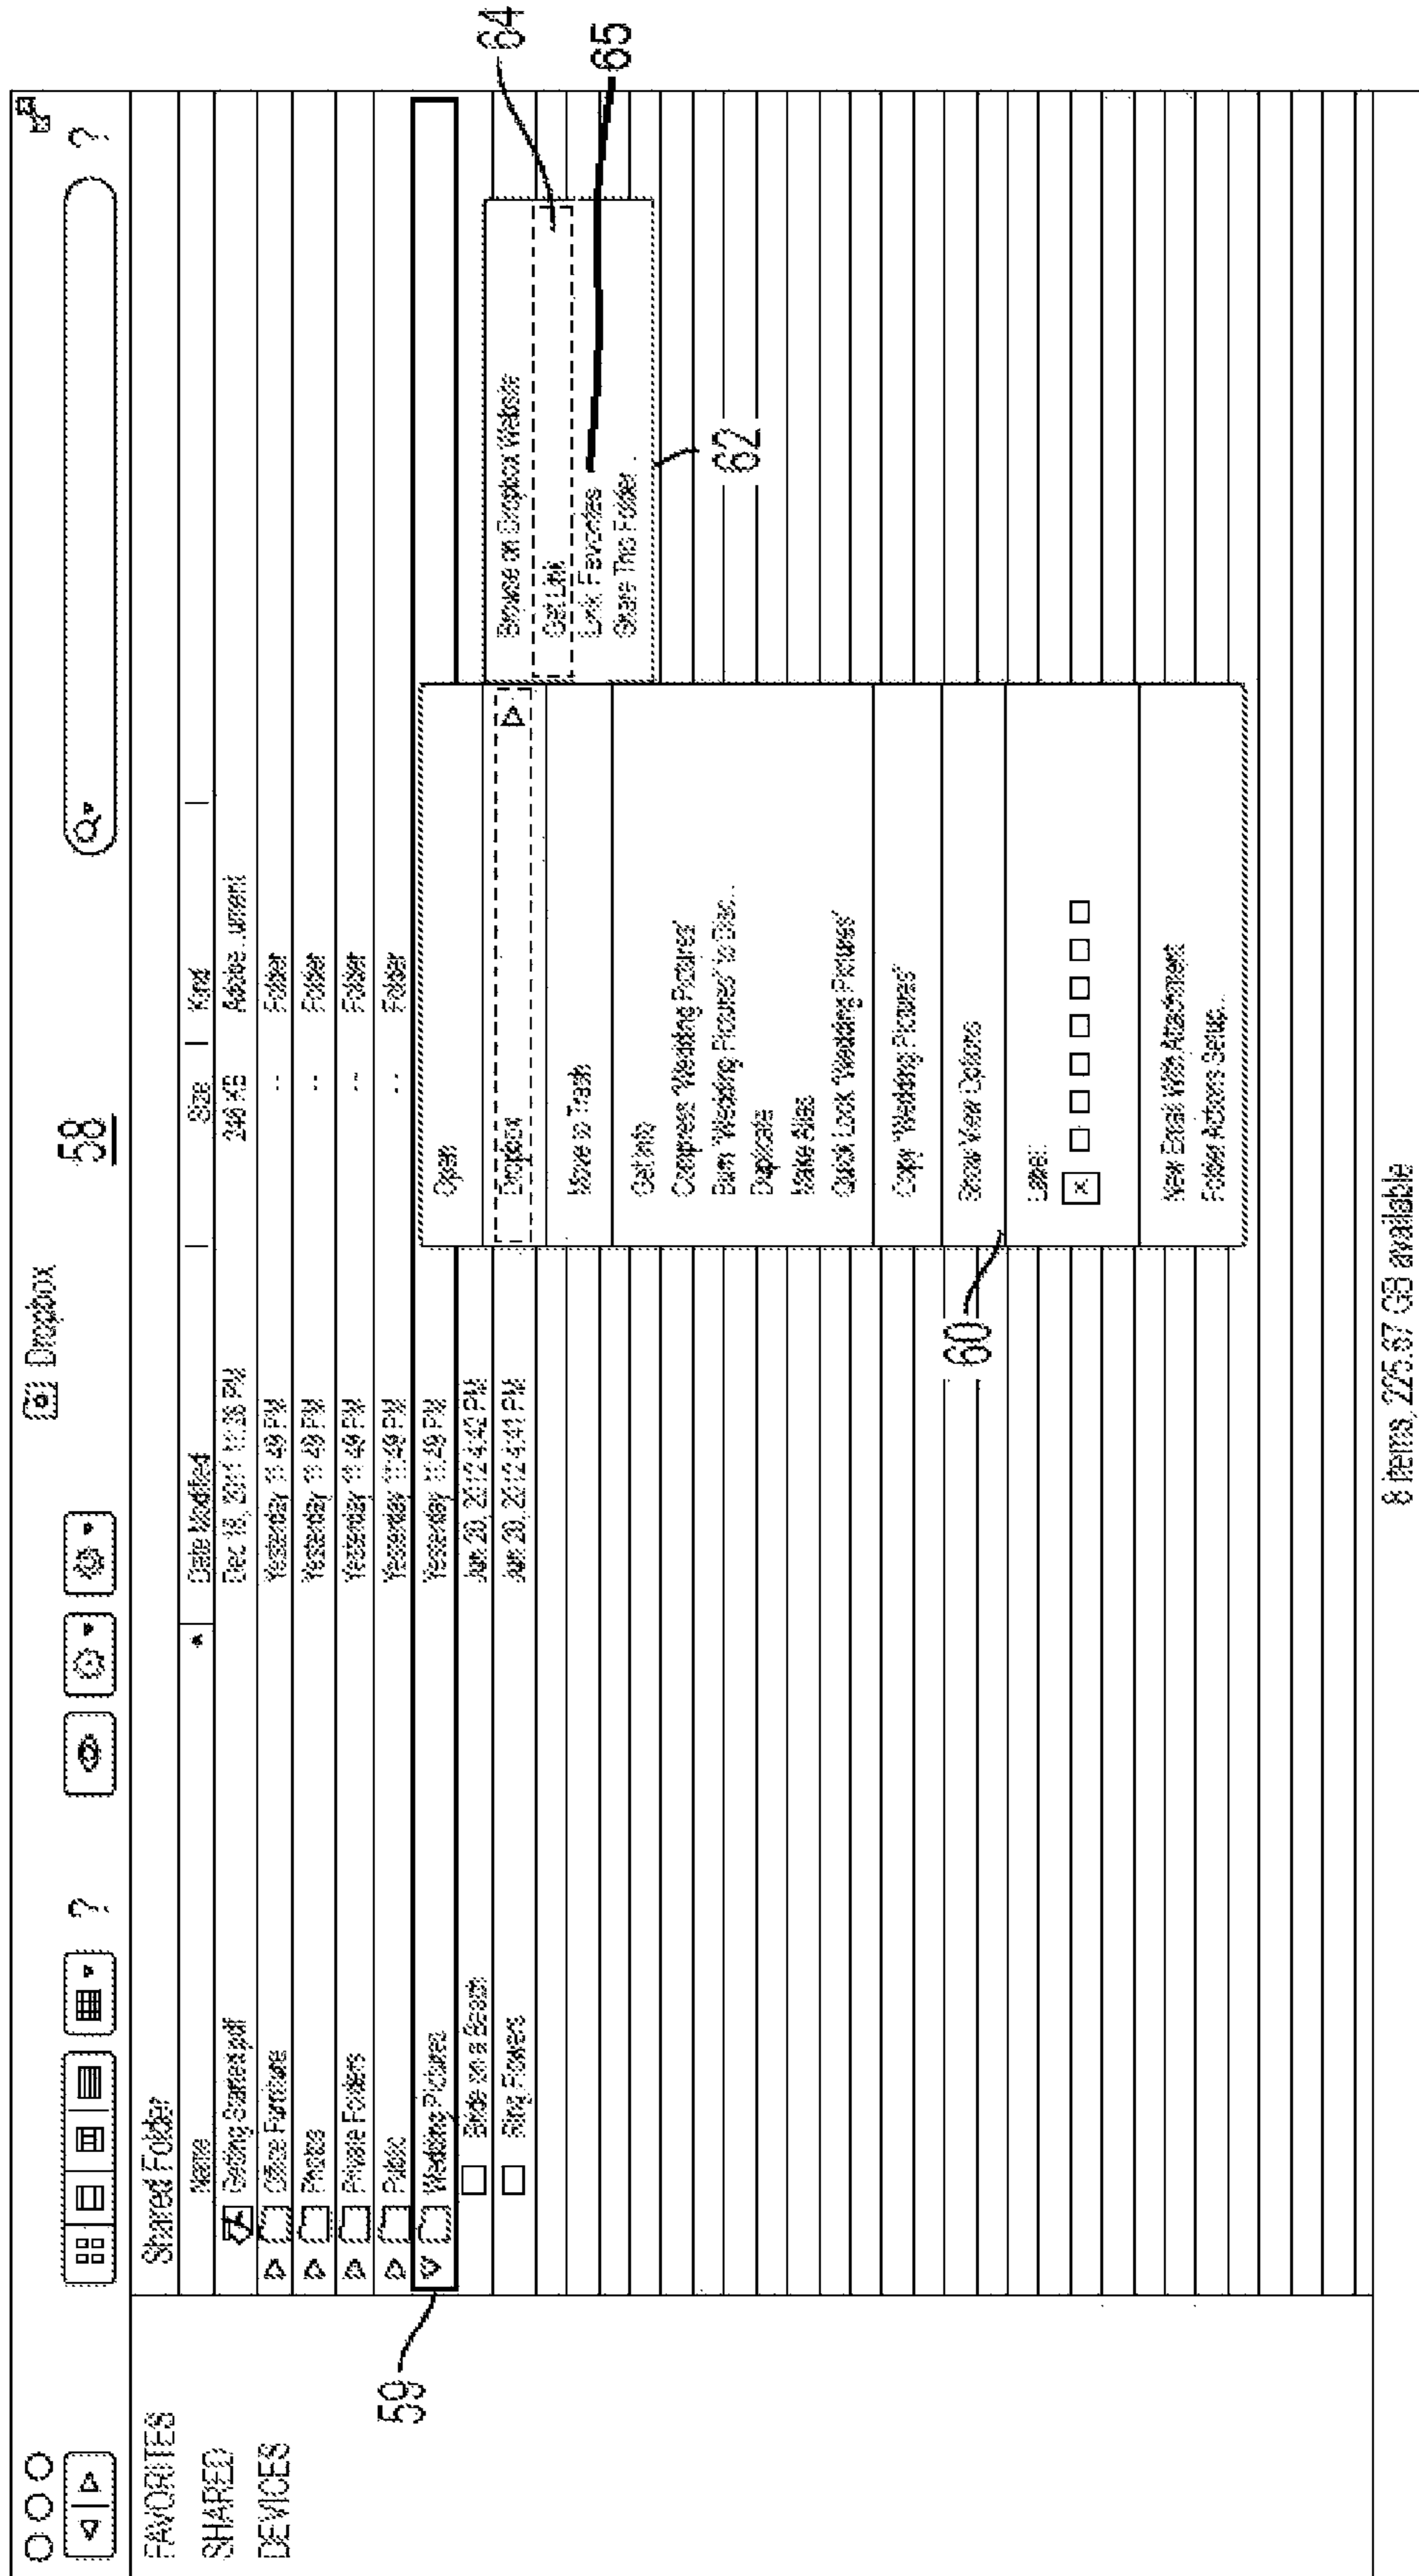 Dropbox
58
?
?
FAVORITES
SHARED
DEVICES
Shared Folder
Name Date Modified Size Kind
Getting Started.pdf Dec 18, 2011 11:36 PM 246 KB Adobe...ument
Office Furniture Yesterday 11:49 PM -- Folder
Photos Yesterday 11:49 PM -- Folder
Private Folders Yesterday 11:49 PM -- Folder
Public Yesterday 11:49 PM -- Folder
59
Wedding Pictures Yesterday 11:49 PM
Bride on a Beach Jun 20, 2012 4:42 PM
Ring Flowers Jun 20, 2012 4:41 PM
Open
Dropbox
Move to Trash
Get Info
Compress "Wedding Pictures"
Burn "Wedding Pictures" to Disc...
Duplicate
Make Alias
Quick Look "Wedding Pictures"
Copy "Wedding Pictures"
Show View Options
60
Label:
x
New Email With Attachment
Folder Actions Setup...
Browse on Dropbox Website
Get Link
Link Favorites
Share This Folder...
64
65
62
8 items, 225.67 GB available